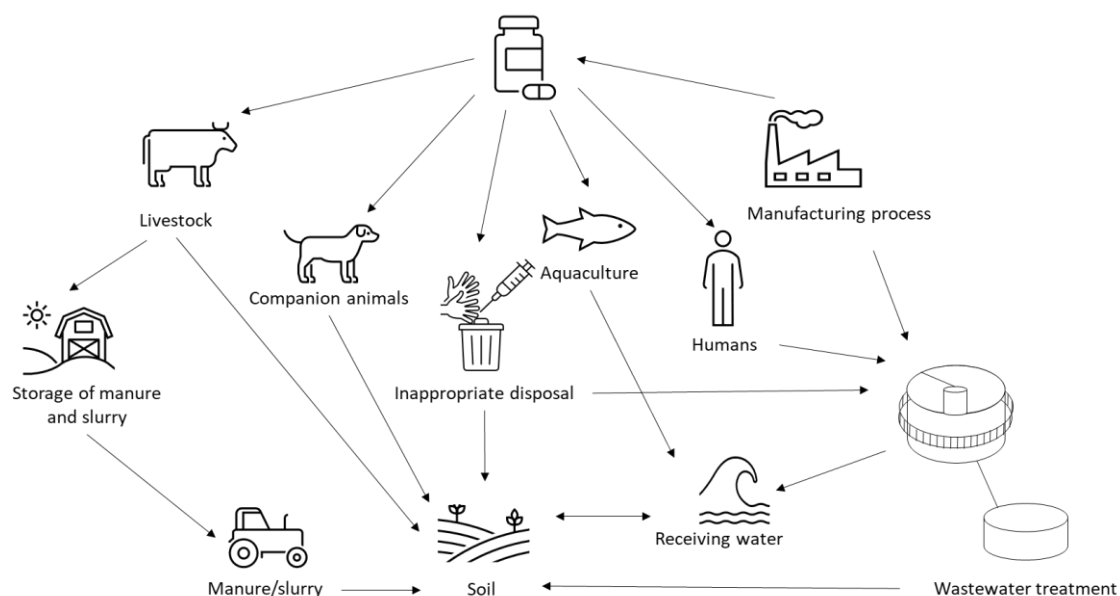 Livestock
Manufacturing process
Companion animals
Aquaculture
Humans
Storage of manure
and slurry
Inappropriate disposal
Receiving water
Manure/slurry
Soil
Wastewater treatment